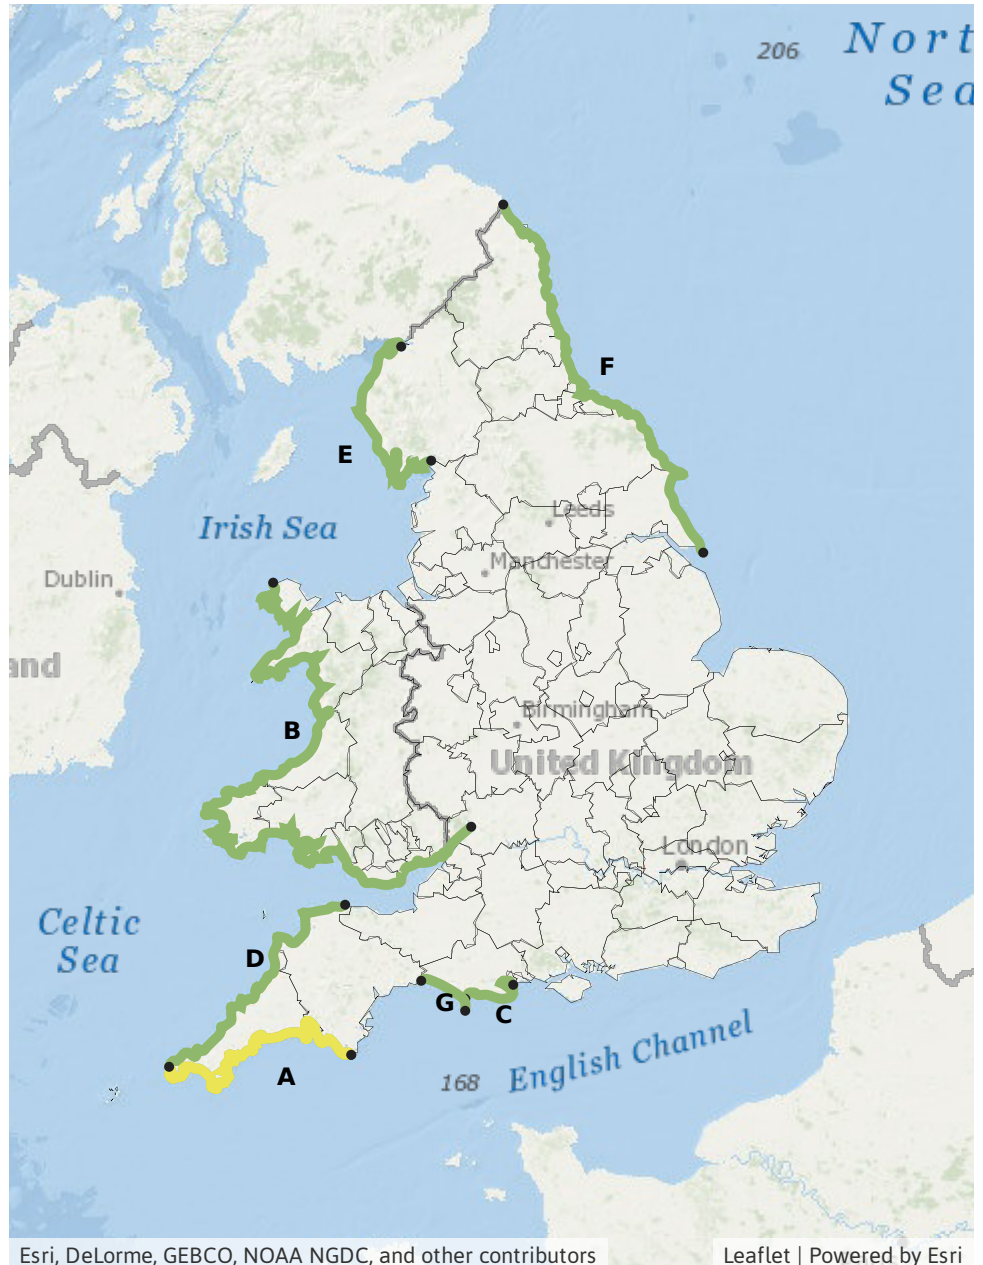 206
Nort
Sea
F
E
Leeds
Irish Sea
Manchester
Dublin
and
Birmingham
B
United Kingdom
London
Celtic
Sea
D
G
C
English Channel
A
168
Esri, DeLorme, GEBCO, NOAA NGDC, and other contributors
Leaflet | Powered by Esri